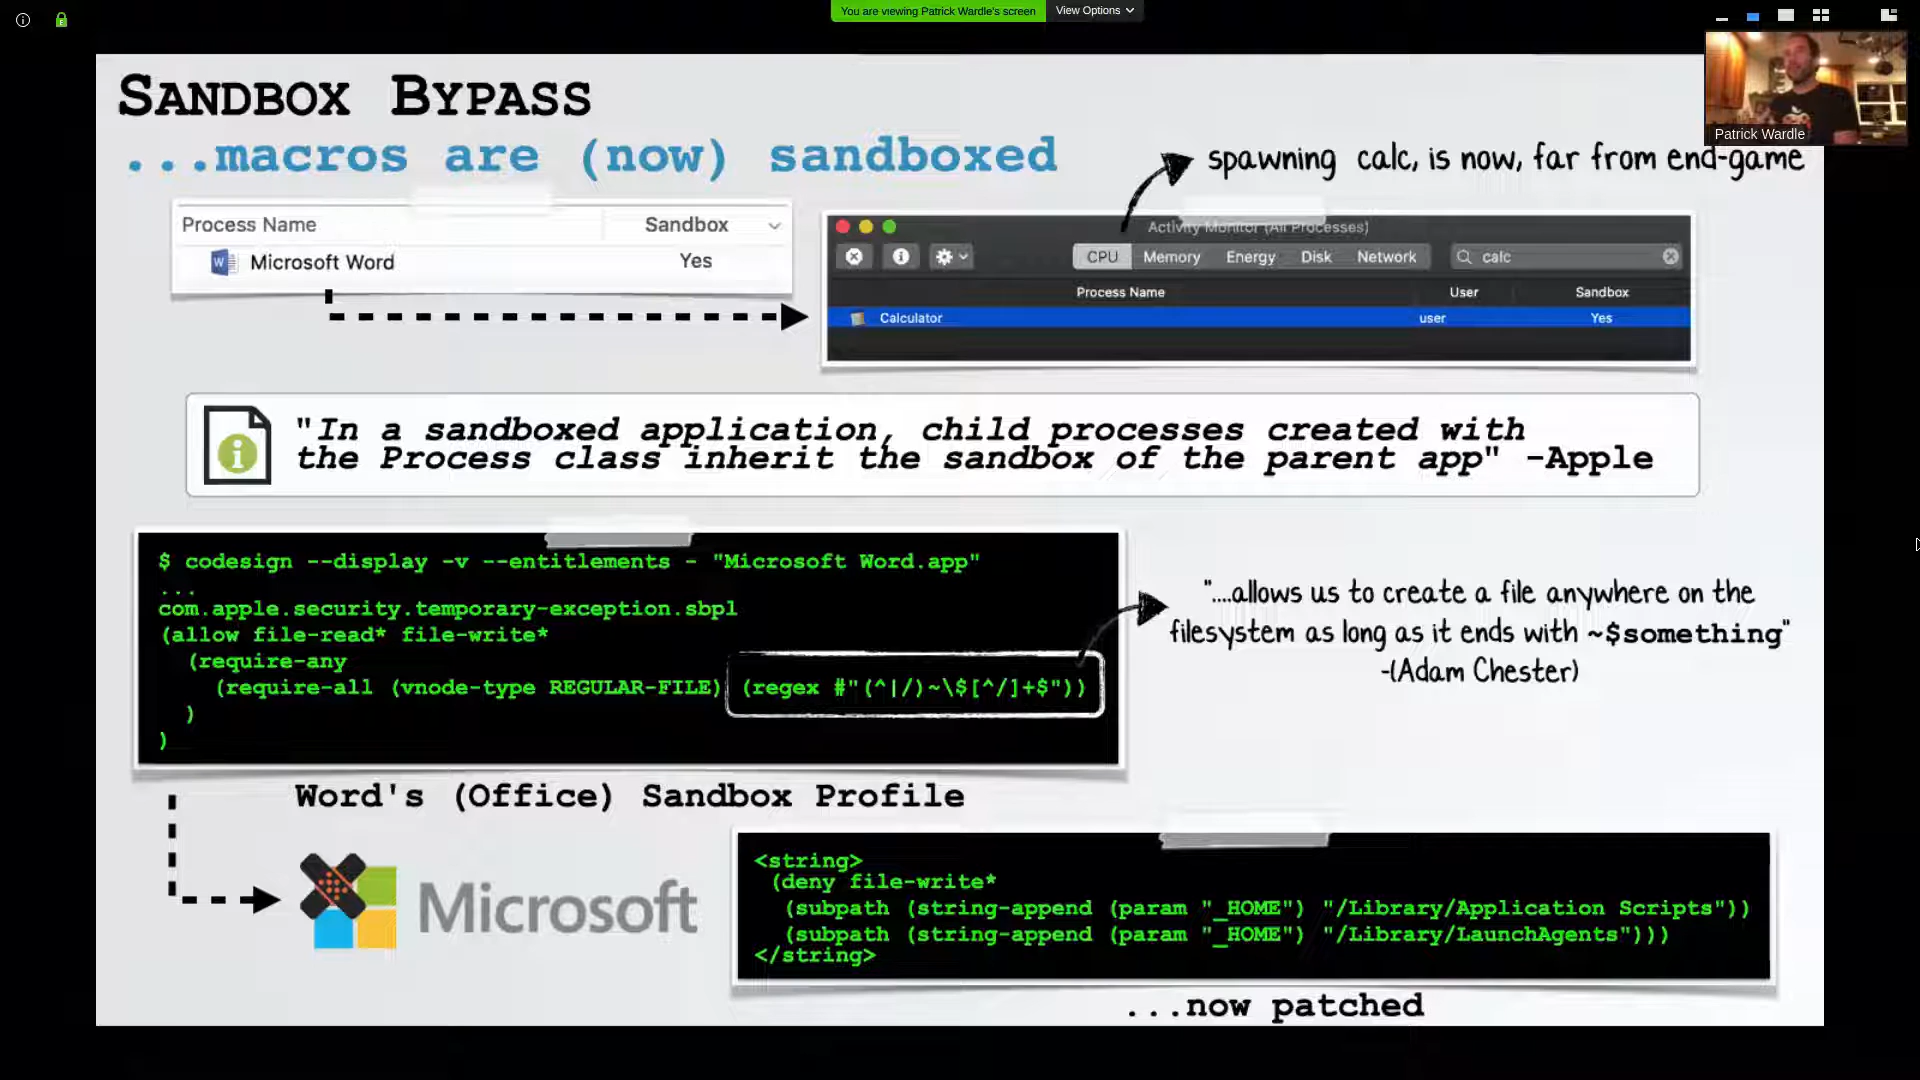 You are viewing Patrick Wardle's screen
View Options
Patrick Wardle
SANDBOX BYPASS
...macros are (now) sandboxed
spawning calc, is now, far from end-game
Process Name Sandbox
Microsoft Word Yes
Activity Monitor (All Processes)
CPU Memory Energy Disk Network calc
Process Name User Sandbox
Calculator user Yes
"In a sandboxed application, child processes created with
the Process class inherit the sandbox of the parent app" -Apple
$ codesign --display -v --entitlements - "Microsoft Word.app"
...
com.apple.security.temporary-exception.sbpl
(allow file-read* file-write*
(require-any
(require-all (vnode-type REGULAR-FILE) (regex #"(^|/)~\$[^/]+$"))
)
)
"....allows us to create a file anywhere on the
filesystem as long as it ends with ~$something"
-(Adam Chester)
Word's (Office) Sandbox Profile
Microsoft
<string>
(deny file-write*
(subpath (string-append (param "_HOME") "/Library/Application Scripts"))
(subpath (string-append (param "_HOME") "/Library/LaunchAgents")))
</string>
...now patched